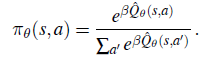 π_θ(s, a) = e^{βQ̂_θ(s,a)} / Σ_{a′} e^{βQ̂_θ(s,a′)} .